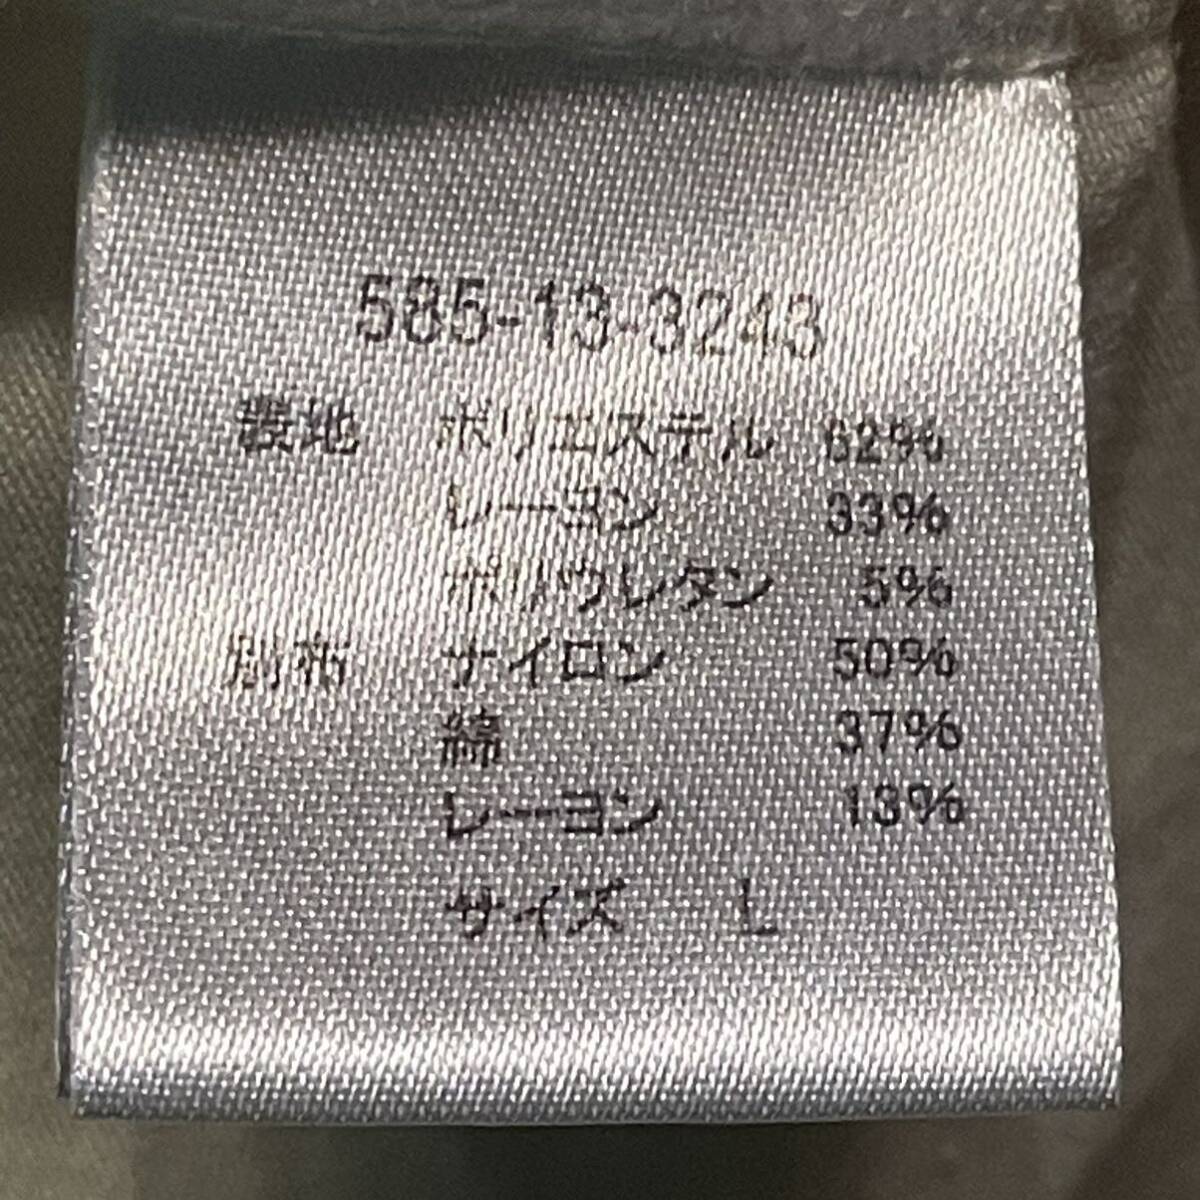 585-13-3243
表地 ポリエステル 62%
レーヨン 33%
ポリウレタン 5%
別布 ナイロン 50%
綿 37%
レーヨン 13%
サイズ L